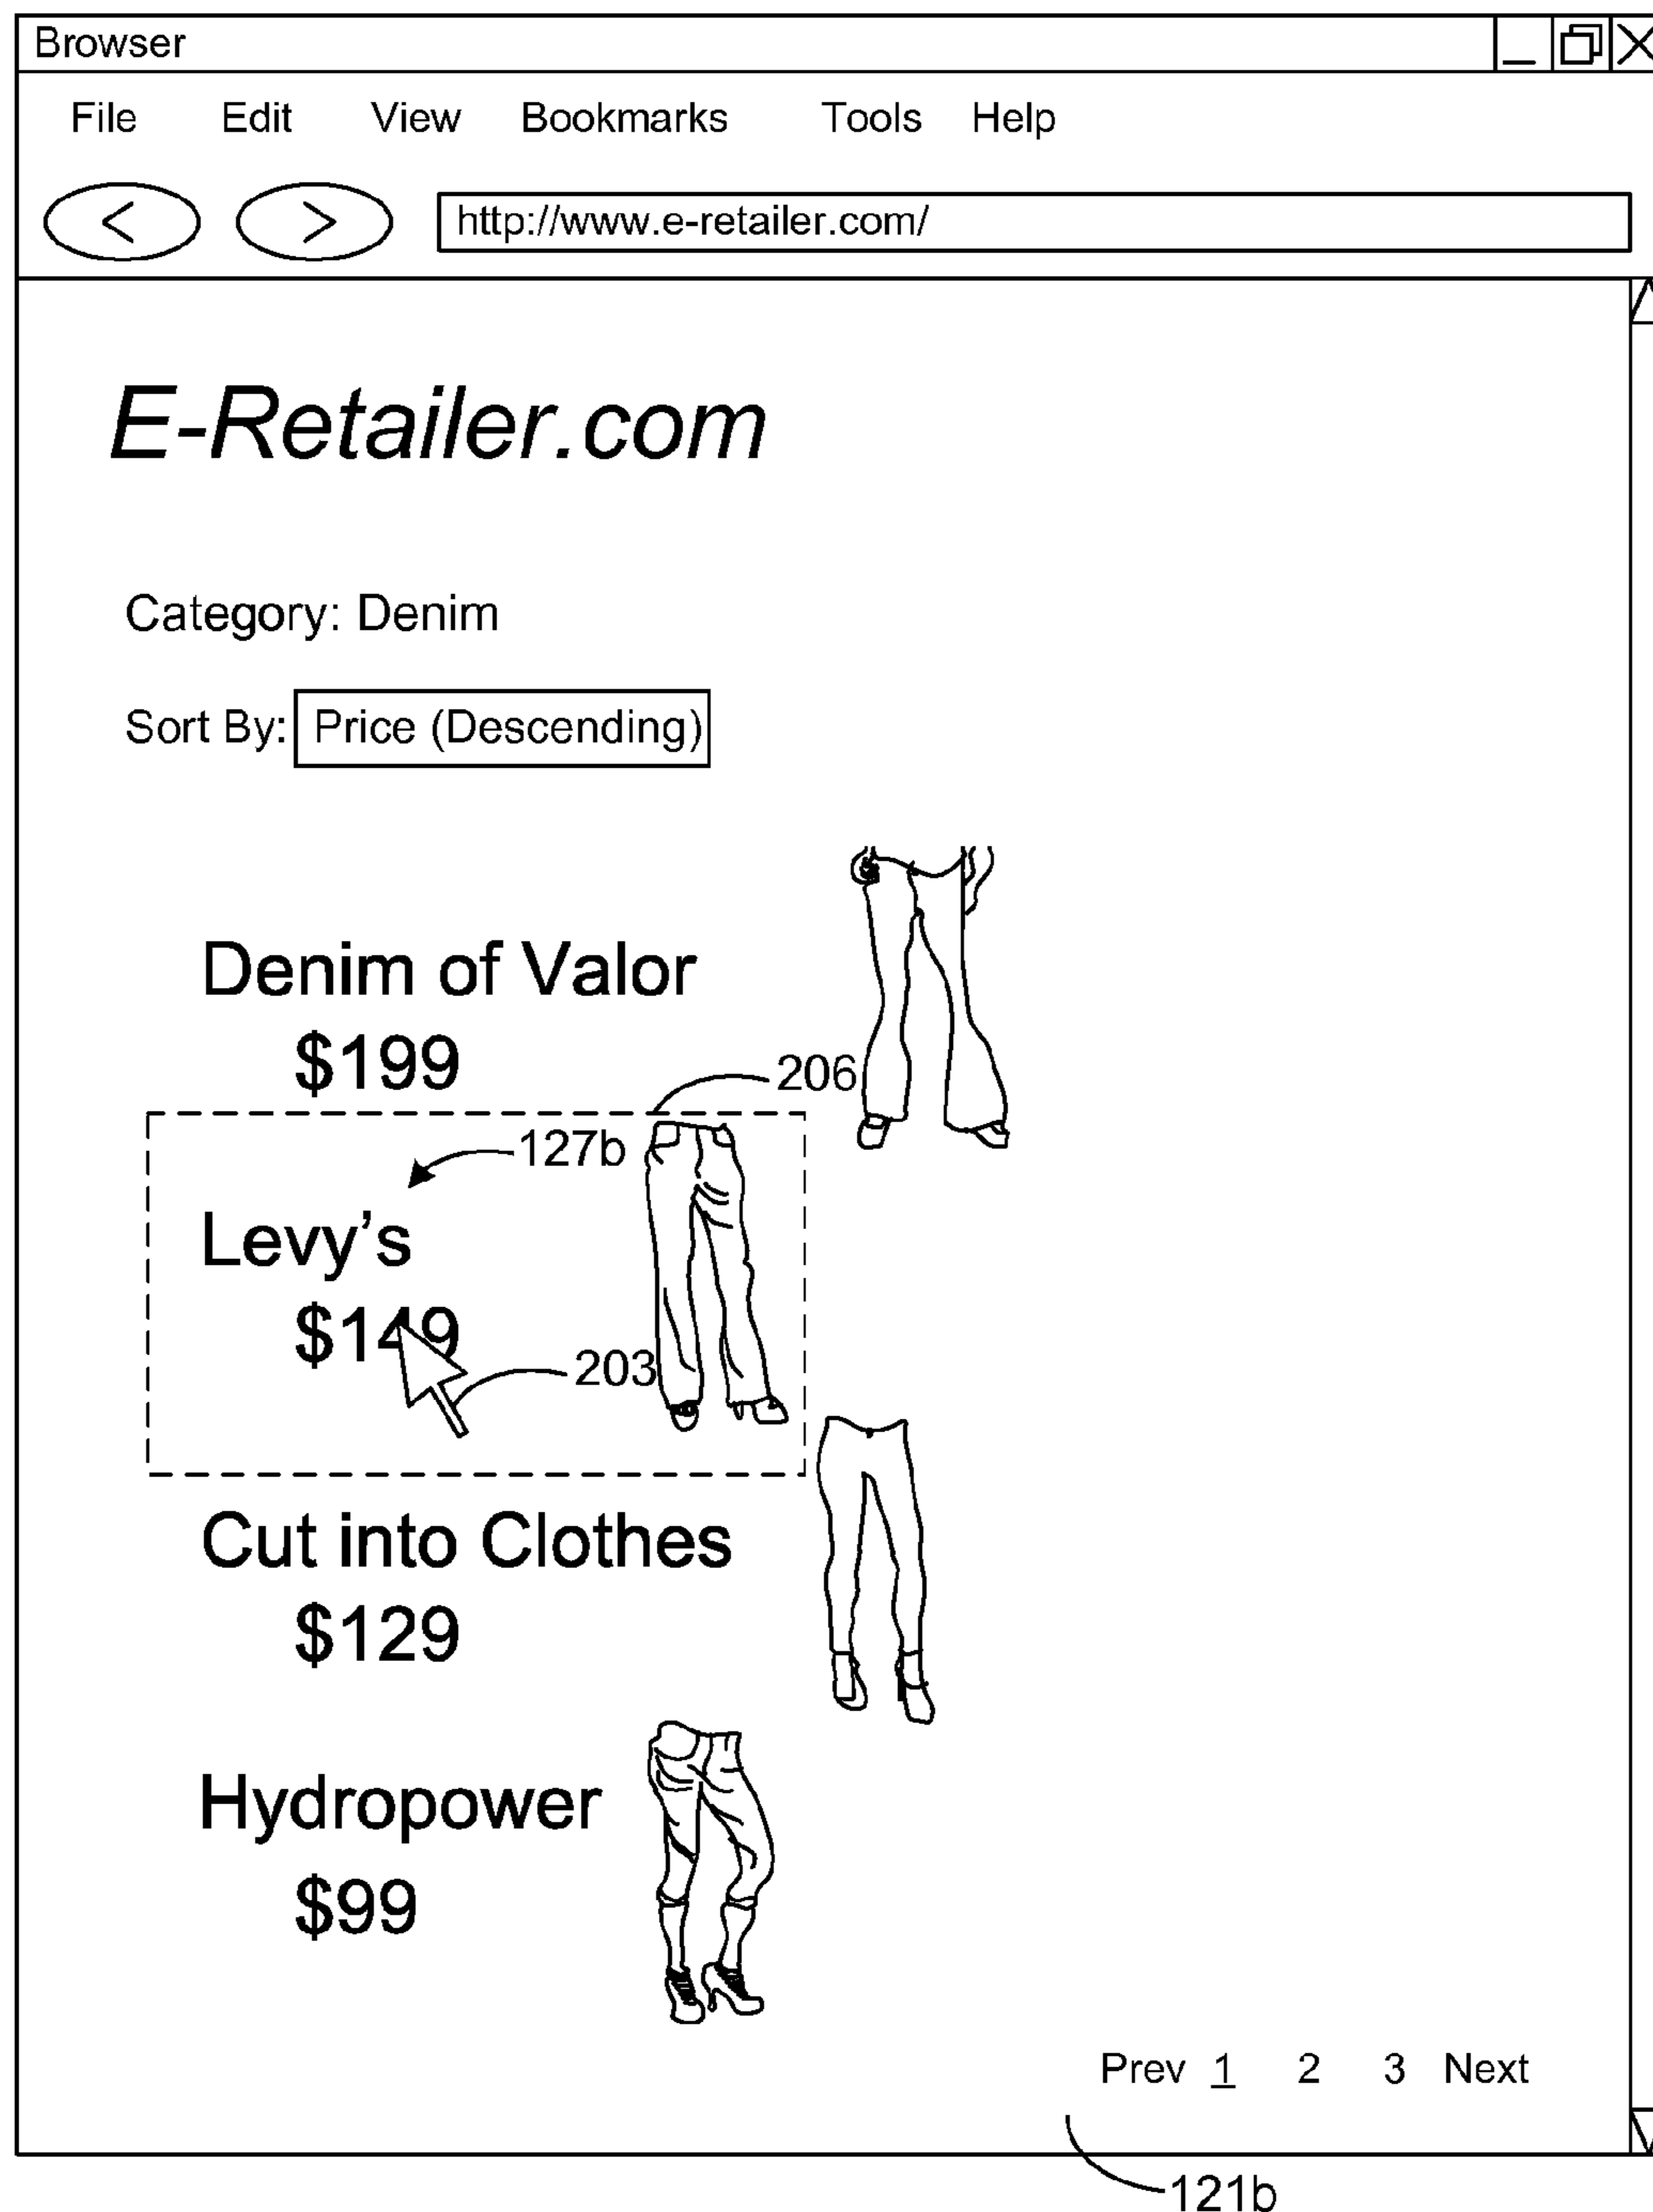 Browser
File Edit View Bookmarks Tools Help
< >
http://www.e-retailer.com/
E-Retailer.com
Category: Denim
Sort By: Price (Descending)
Denim of Valor
$199
206
127b
Levy’s
$149
203
Cut into Clothes
$129
Hydropower
$99
Prev 1 2 3 Next
121b